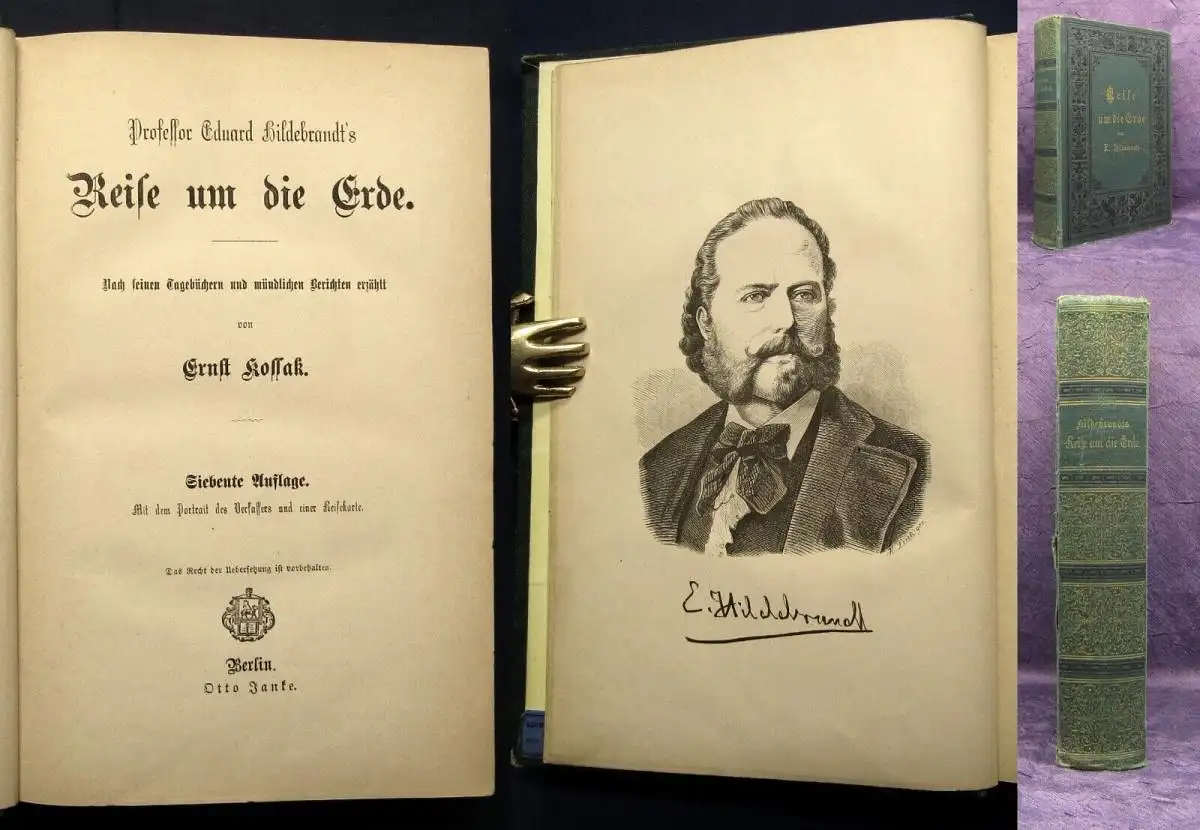 Professor Eduard Hildebrandt's
Reise um die Erde.
Nach seinen Tagebüchern und mündlichen Berichten erzählt
von
Ernst Kossak.
Siebente Auflage.
Mit dem Portrait des Verfassers und einer Reisekarte.
Das Recht der Uebersetzung ist vorbehalten.
Berlin.
Otto Janke.
E. Hildebrandt
Reise
um die Erde
von
E. Hildebrandt
Hildebrandts
Reise um die Erde.